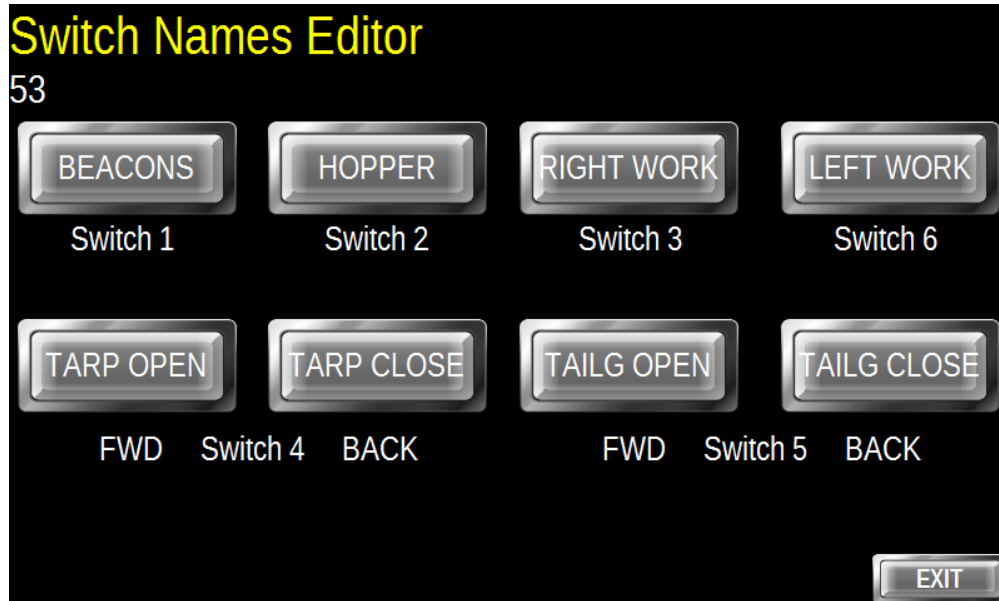 Switch Names Editor
53
BEACONS HOPPER RIGHT WORK LEFT WORK
Switch 1 Switch 2 Switch 3 Switch 6
TARP OPEN TARP CLOSE TAILG OPEN TAILG CLOSE
FWD Switch 4 BACK FWD Switch 5 BACK
EXIT